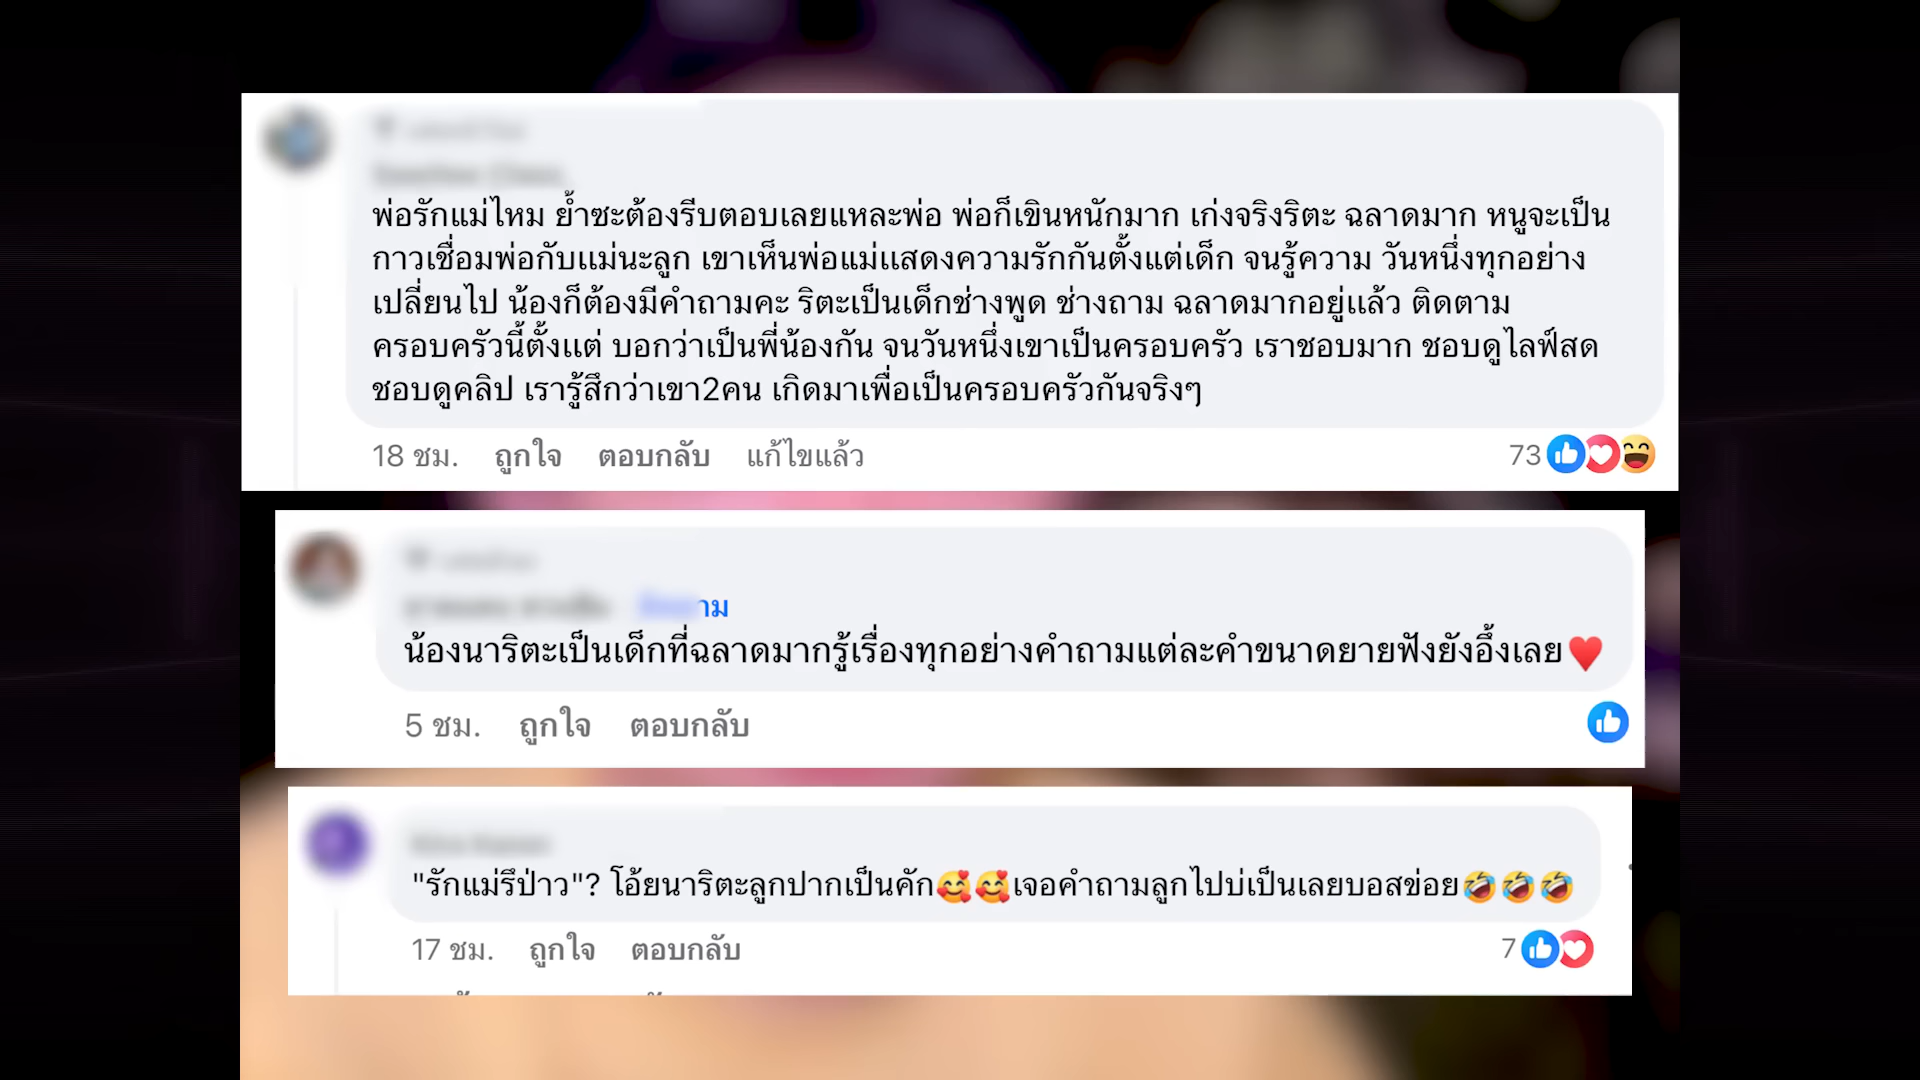 พ่อรักแม่ไหม ย้ำซะต้องรีบตอบเลยแหละพ่อ พ่อก็เขินหนักมาก เก่งจริงริตะ ฉลาดมาก หนูจะเป็น
กาวเชื่อมพ่อกับแม่นะลูก เขาเห็นพ่อแม่แสดงความรักกันตั้งแต่เด็ก จนรู้ความ วันหนึ่งทุกอย่าง
เปลี่ยนไป น้องก็ต้องมีคำถามคะ ริตะเป็นเด็กช่างพูด ช่างถาม ฉลาดมากอยู่แล้ว ติดตาม
ครอบครัวนี้ตั้งแต่ บอกว่าเป็นพี่น้องกัน จนวันหนึ่งเขาเป็นครอบครัว เราชอบมาก ชอบดูไลฟ์สด
ชอบดูคลิป เรารู้สึกว่าเขา2คน เกิดมาเพื่อเป็นครอบครัวกันจริงๆ
18 ชม. ถูกใจ ตอบกลับ แก้ไขแล้ว 73
น้องนาริตะเป็นเด็กที่ฉลาดมากรู้เรื่องทุกอย่างคำถามแต่ละคำขนาดยายฟังยังอึ้งเลย♥️
5 ชม. ถูกใจ ตอบกลับ
"รักแม่รึป่าว"? โอ้ยนาริตะลูกปากเป็นคัก🥰🥰เจอคำถามลูกไปบ่เป็นเลยบอสข่อย🤣🤣🤣
17 ชม. ถูกใจ ตอบกลับ 7